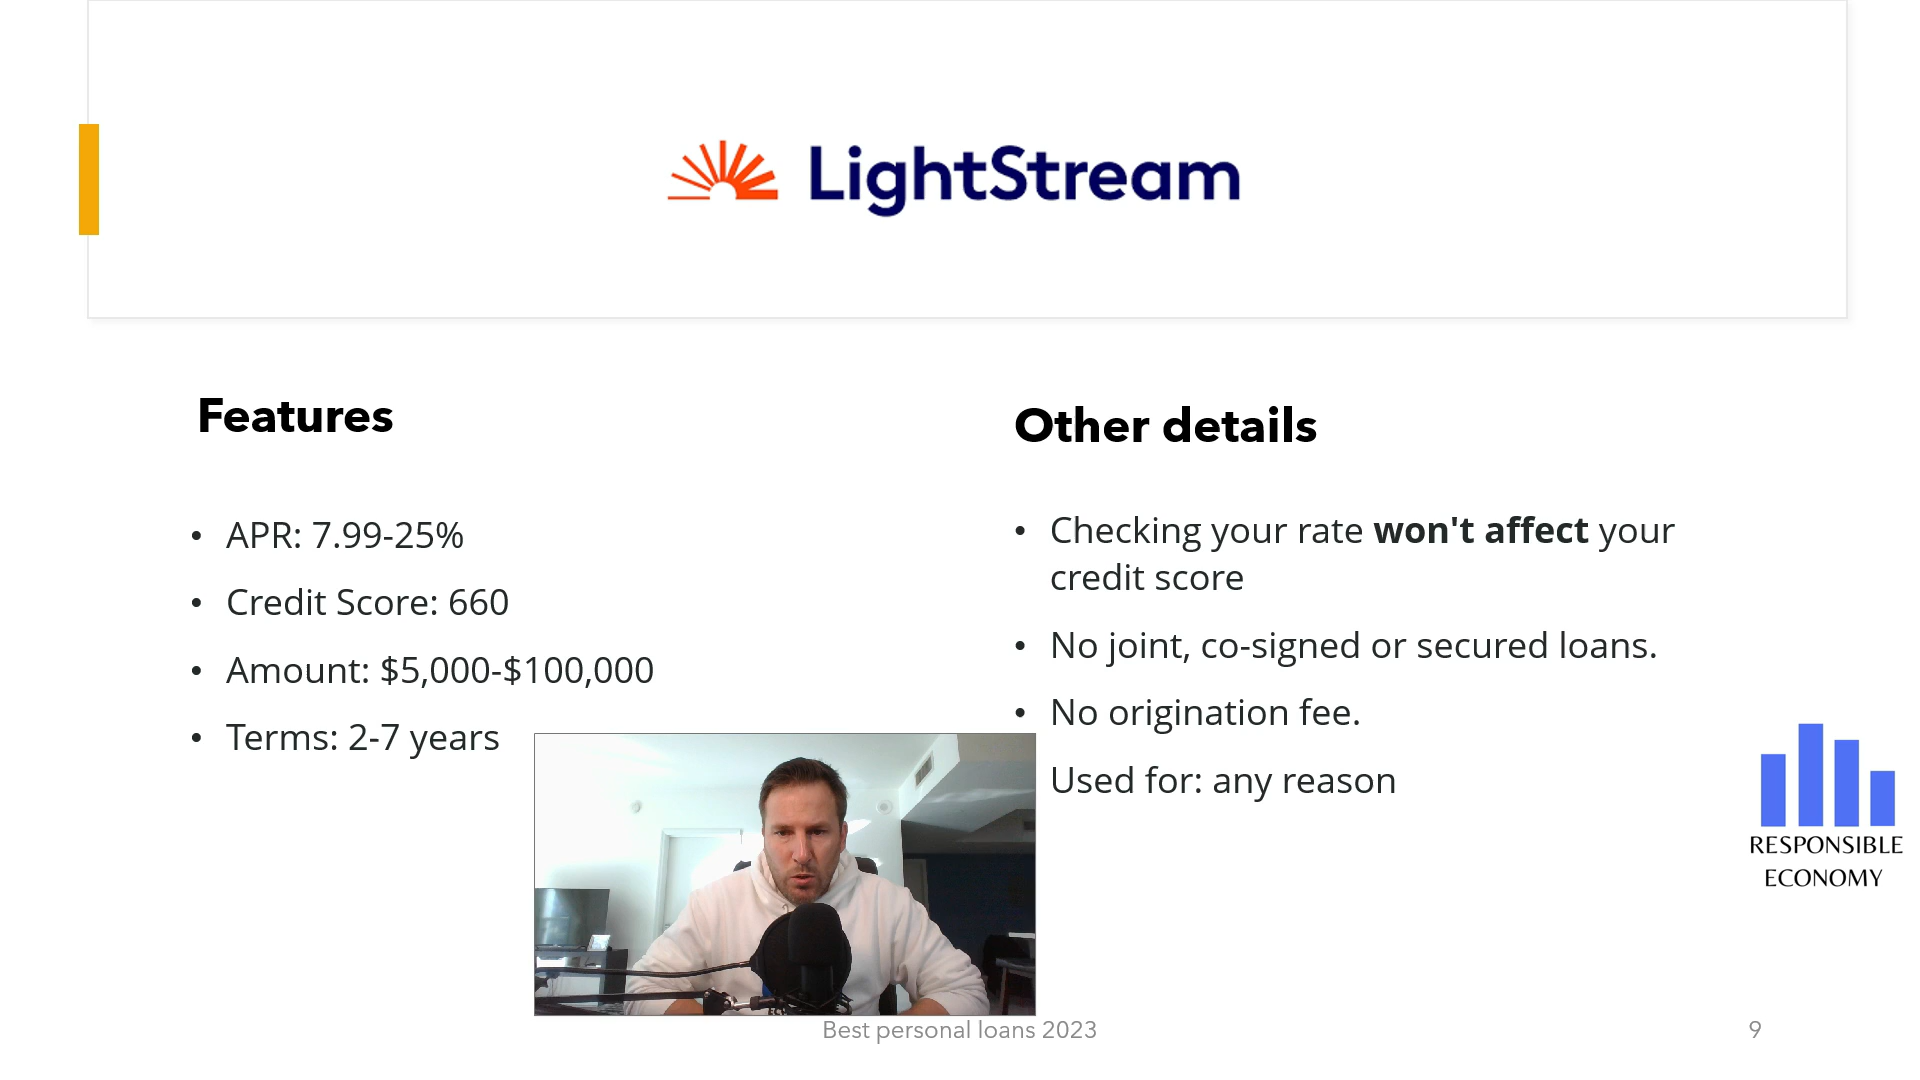 LightStream
Features
• APR: 7.99-25%
• Credit Score: 660
• Amount: $5,000-$100,000
• Terms: 2-7 years
Other details
• Checking your rate won't affect your
credit score
• No joint, co-signed or secured loans.
• No origination fee.
Used for: any reason
RESPONSIBLE
ECONOMY
Best personal loans 2023
9